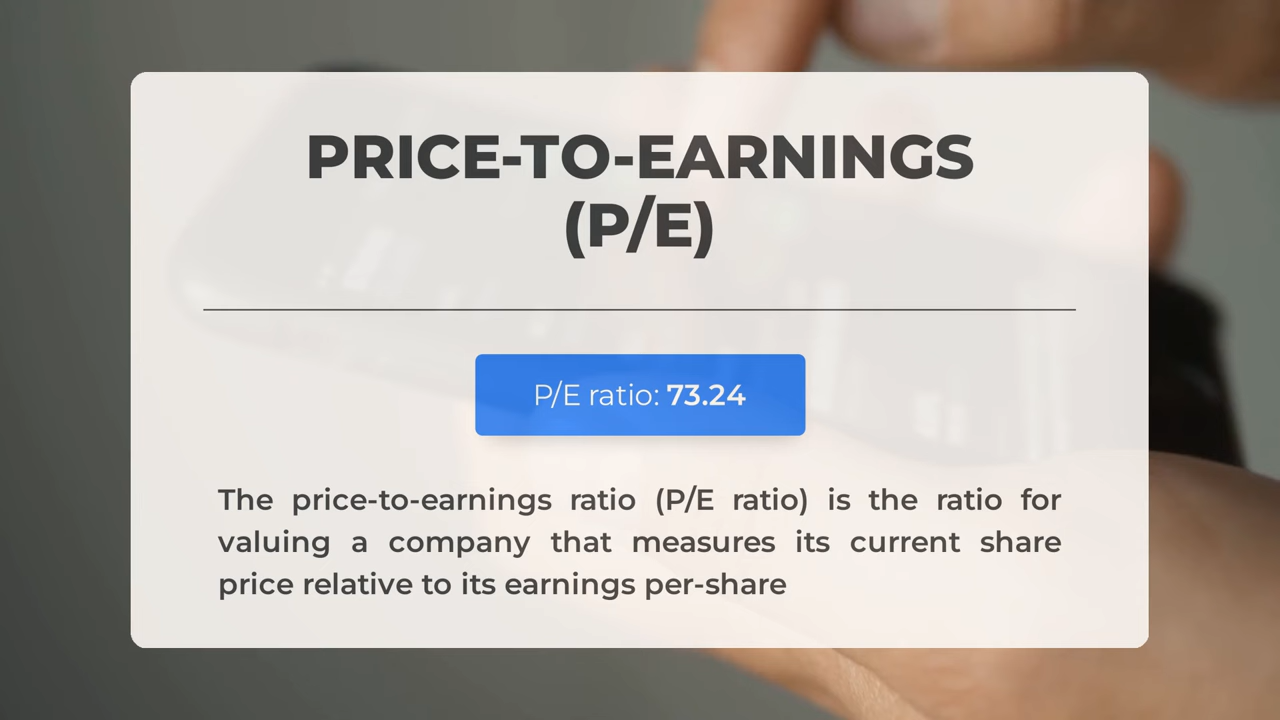 PRICE-TO-EARNINGS
(P/E)
P/E ratio: 73.24
The price-to-earnings ratio (P/E ratio) is the ratio for
valuing a company that measures its current share
price relative to its earnings per-share